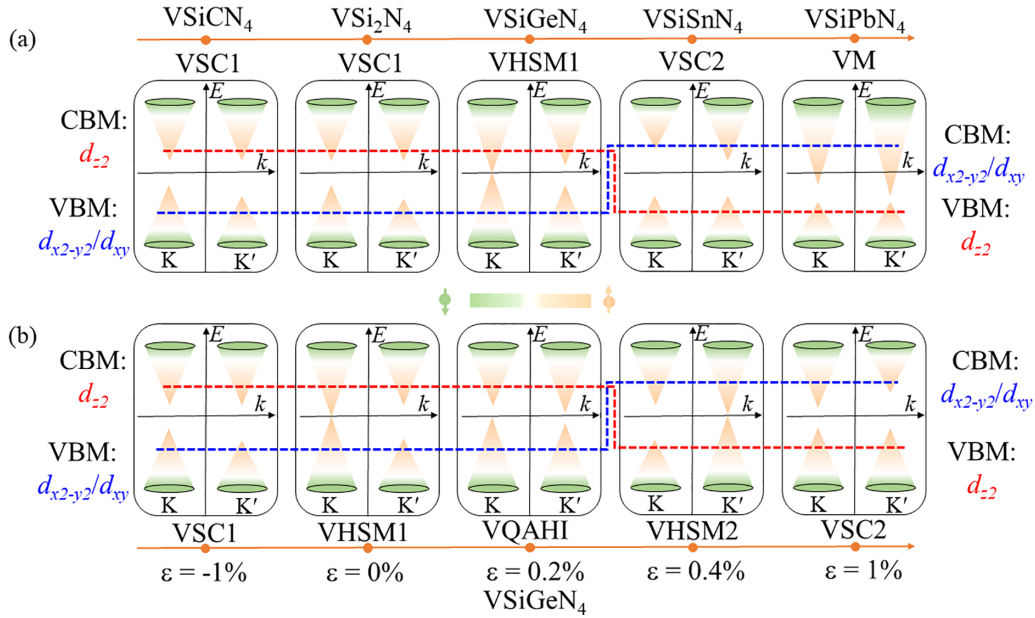 VSiCN4 VSi2N4 VSiGeN4 VSiSnN4 VSiPbN4
(a)
VSC1 VSC1 VHSM1 VSC2 VM
E E E E E
CBM: CBM:
dz2 dx2-y2/dxy
k k k k k
VBM: VBM:
dx2-y2/dxy dz2
K K′ K K′ K K′ K K′ K K′
(b)
E E E E E
CBM: CBM:
dz2 dx2-y2/dxy
k k k k k
VBM: VBM:
dx2-y2/dxy dz2
K K′ K K′ K K′ K K′ K K′
VSC1 VHSM1 VQAHI VHSM2 VSC2
ε = -1% ε = 0% ε = 0.2% ε = 0.4% ε = 1%
VSiGeN4